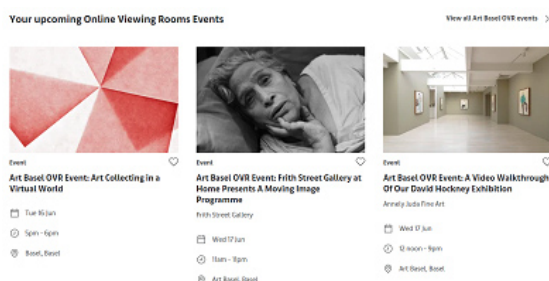 Your upcoming Online Viewing Rooms Events
View all Art Basel OVR events
Event
Art Basel OVR Event: Art Collecting in a
Virtual World
Tue 16 Jun
5pm - 6pm
Basel, Basel
Event
Art Basel OVR Event: Frith Street Gallery at
Home Presents A Moving Image
Programme
Frith Street Gallery
Wed 17 Jun
11am - 11pm
Art Basel, Basel
Event
Art Basel OVR Event: A Video Walkthrough
Of Our David Hockney Exhibition
Annely Juda Fine Art
Wed 17 Jun
12 noon - 9pm
Art Basel, Basel